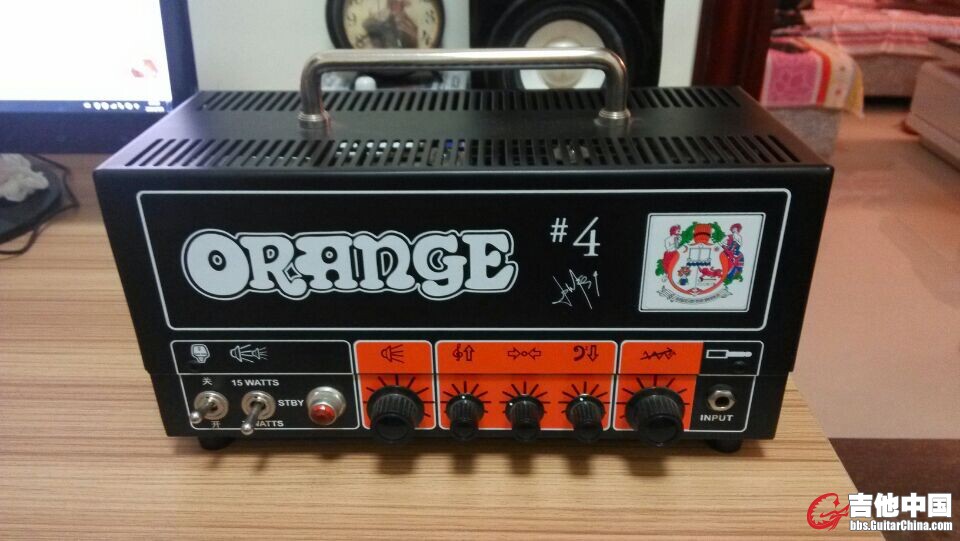 ORANGE
#4
关
15 WATTS
STBY
开
WATTS
INPUT
吉他中国
bbs.GuitarChina.com